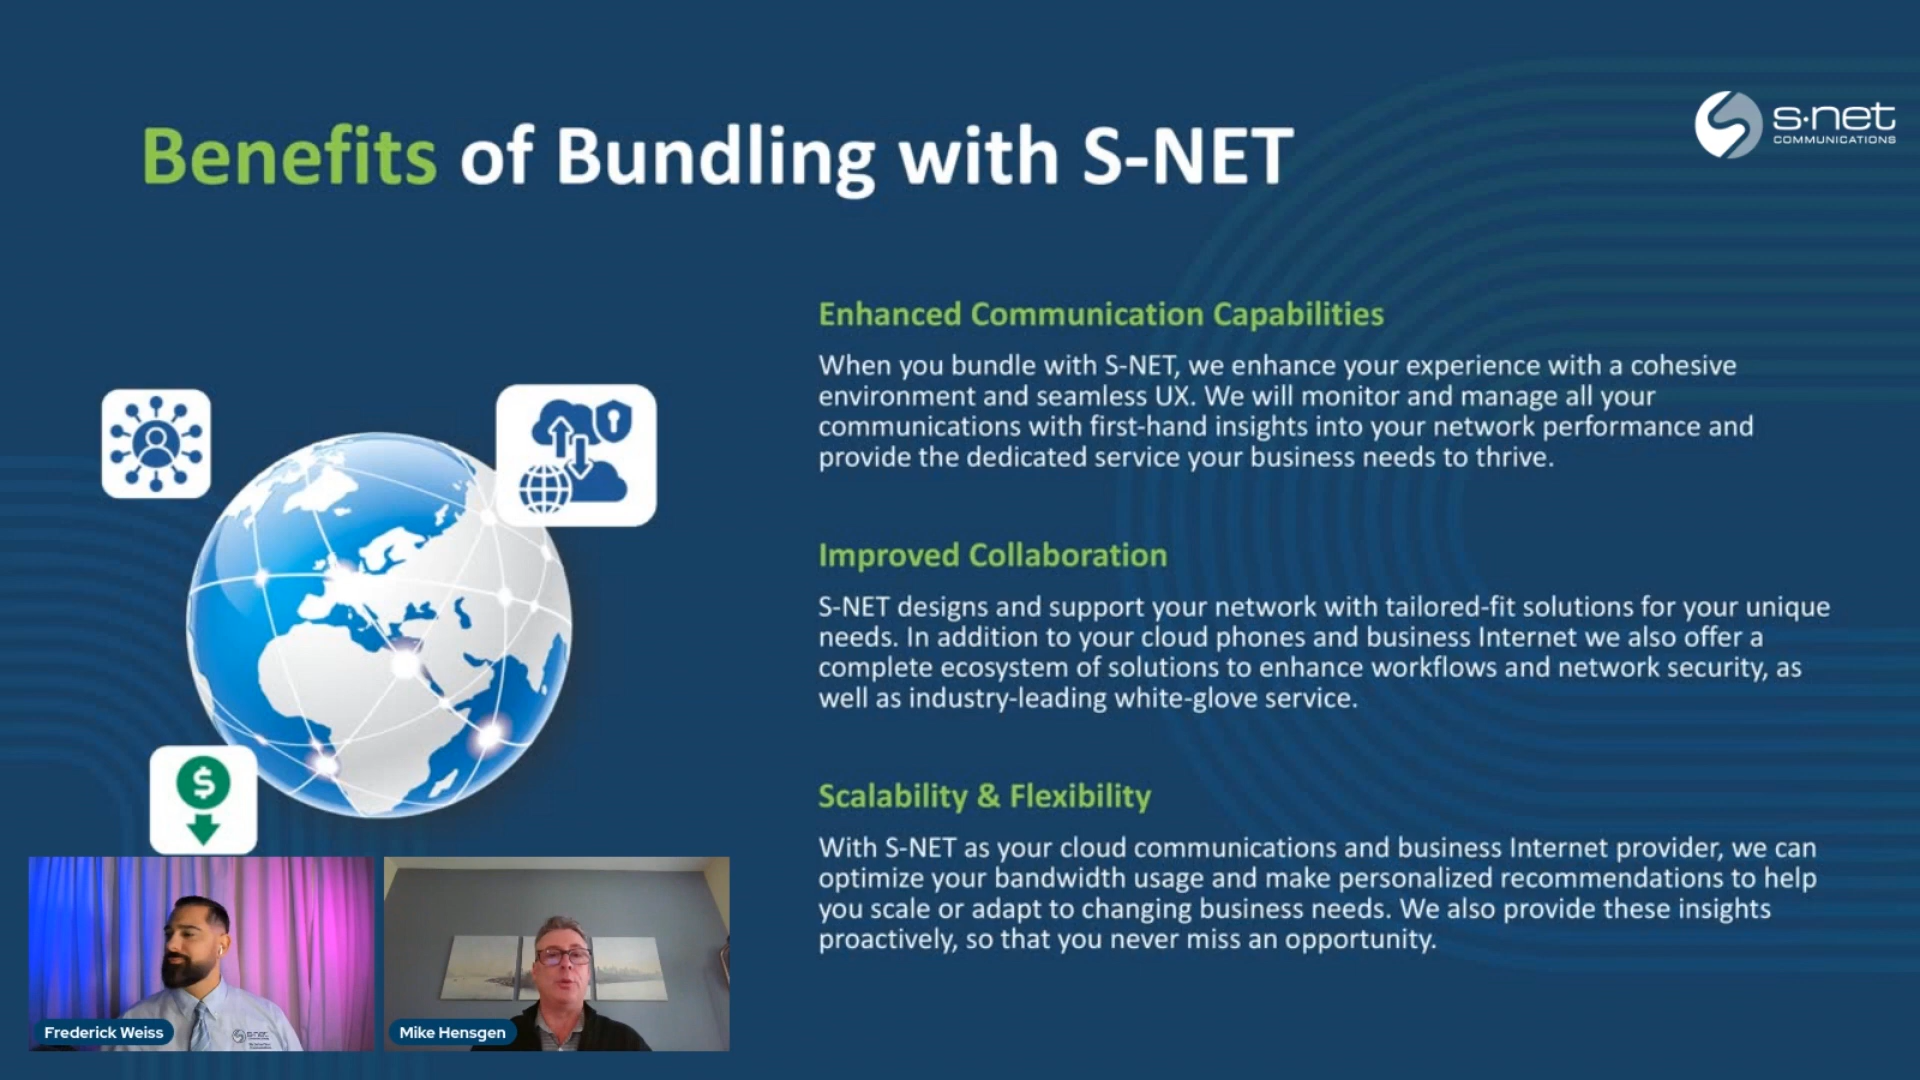 Benefits of Bundling with S-NET
s·net
COMMUNICATIONS
Enhanced Communication Capabilities
When you bundle with S-NET, we enhance your experience with a cohesive
environment and seamless UX. We will monitor and manage all your
communications with first-hand insights into your network performance and
provide the dedicated service your business needs to thrive.
Improved Collaboration
S-NET designs and support your network with tailored-fit solutions for your unique
needs. In addition to your cloud phones and business Internet we also offer a
complete ecosystem of solutions to enhance workflows and network security, as
well as industry-leading white-glove service.
Scalability & Flexibility
With S-NET as your cloud communications and business Internet provider, we can
optimize your bandwidth usage and make personalized recommendations to help
you scale or adapt to changing business needs. We also provide these insights
proactively, so that you never miss an opportunity.
$
Frederick Weiss
s·net
Mike Hensgen